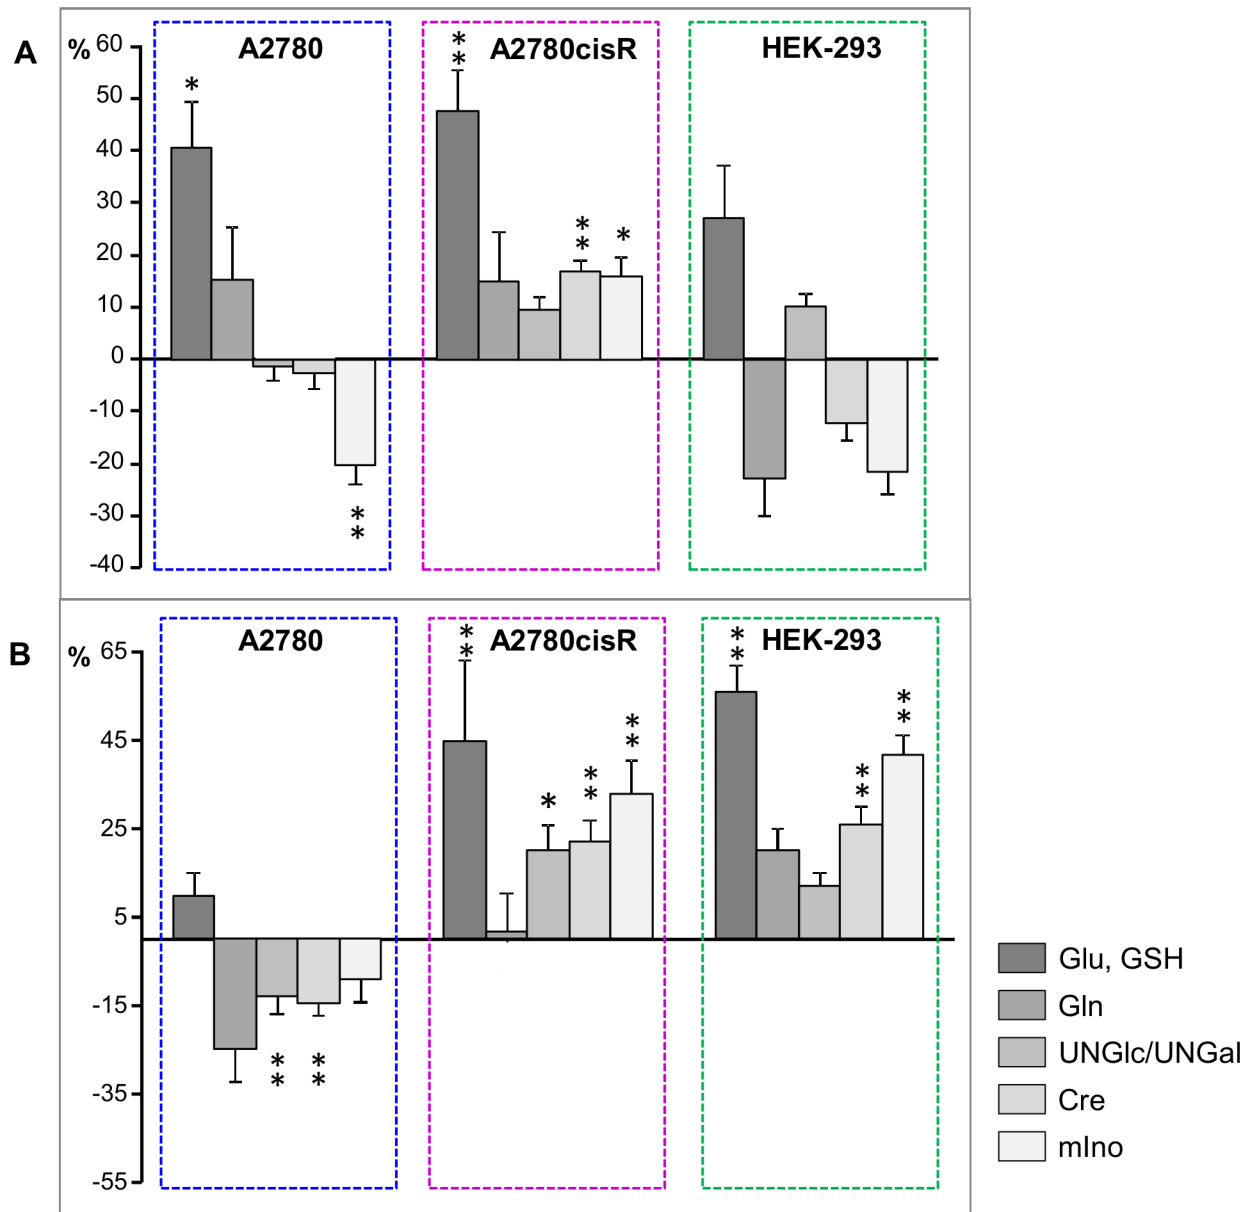 A
%
A2780
A2780cisR
HEK-293
60
50
40
30
20
10
0
-10
-20
-30
-40
*
**
**
**
*
B
%
A2780
A2780cisR
HEK-293
65
45
25
5
-15
-35
-55
**
**
**
*
**
**
**
**
**
Glu, GSH
Gln
UNGlc/UNGal
Cre
mIno